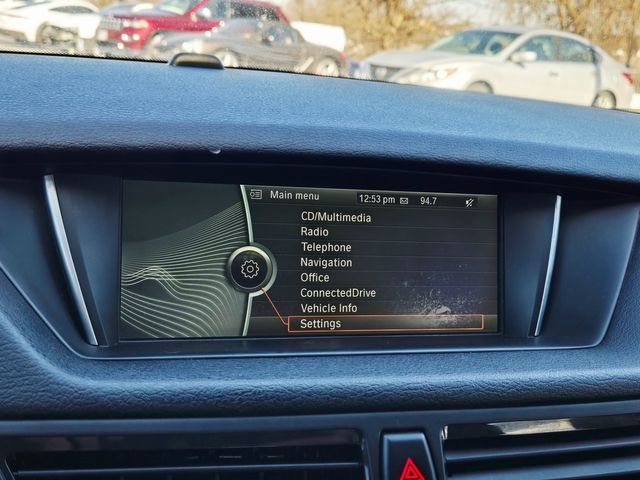 Main menu 12:53 pm 94.7
CD/Multimedia
Radio
Telephone
Navigation
Office
ConnectedDrive
Vehicle Info
Settings